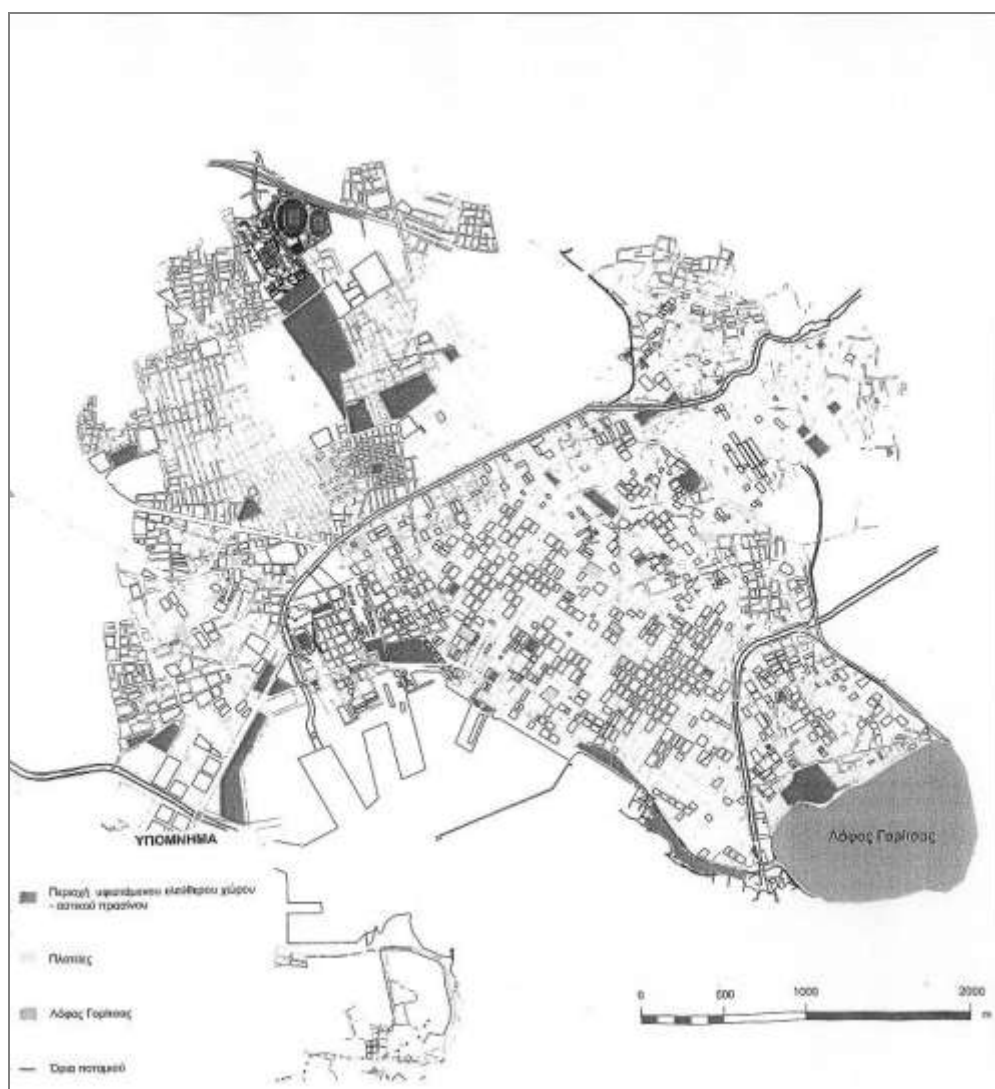 Λόφος Γορίτσας
ΥΠΟΜΝΗΜΑ
Περιοχή υφιστάμενου ελεύθερου χώρου
- αστικού πρασίνου
Πλατείες
Λόφος Γορίτσας
Όρια ποταμού
0 500 1000 2000
m